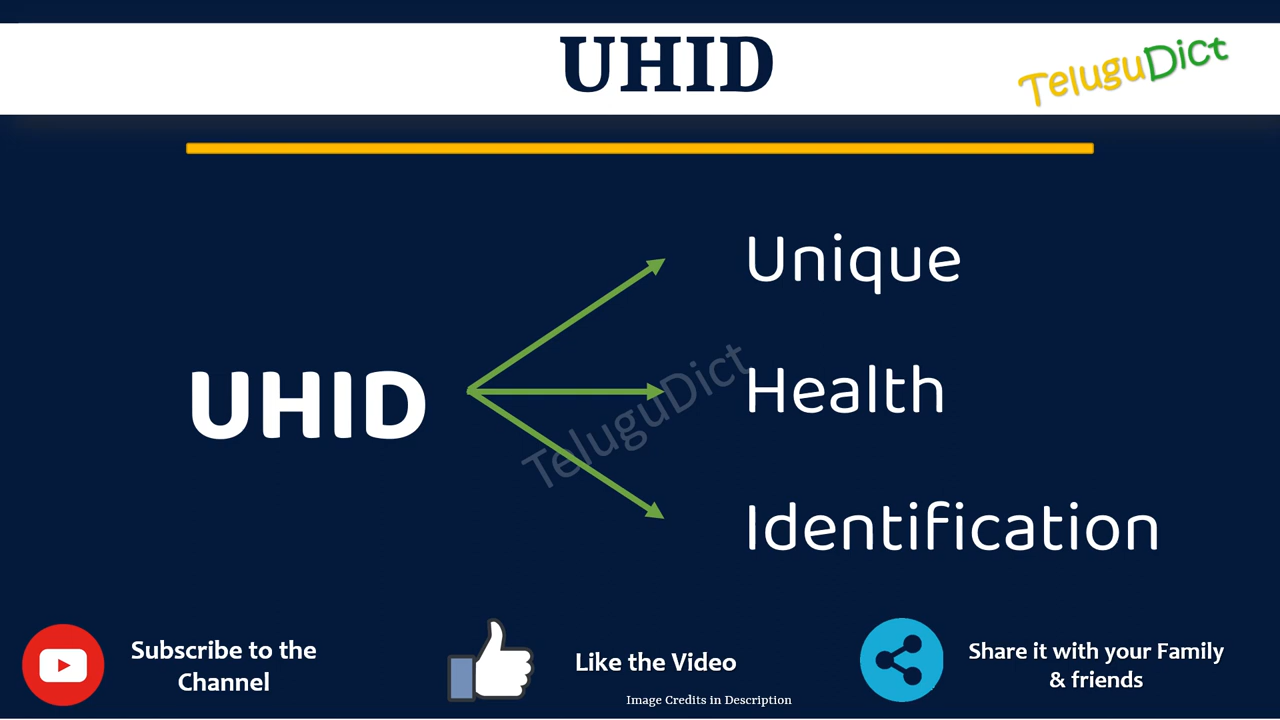 UHID
TeluguDict
Unique
UHID
Health
TeluguDict
Identification
Subscribe to the
Channel
Like the Video
Share it with your Family
& friends
Image Credits in Description